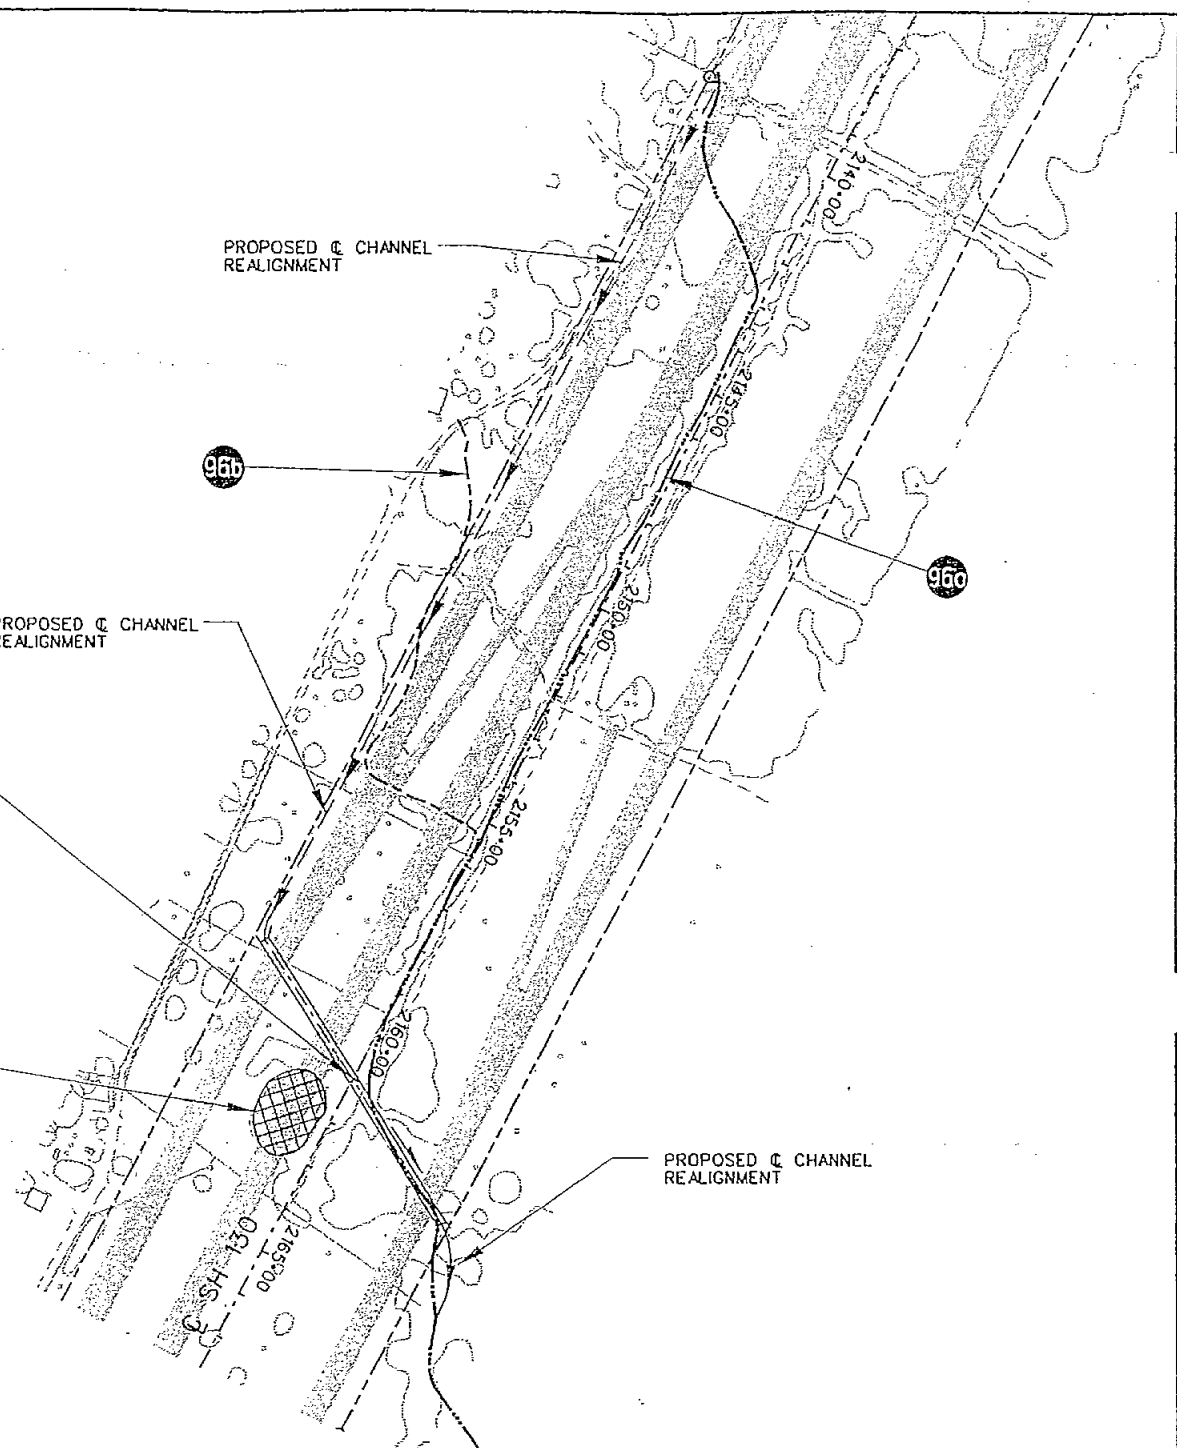 2140+00
PROPOSED ℄ CHANNEL
REALIGNMENT
2145+00
96b
96a
2150+00
PROPOSED ℄ CHANNEL
REALIGNMENT
2155+00
2160+00
PROPOSED ℄ CHANNEL
REALIGNMENT
℄ SH 130
2165+00